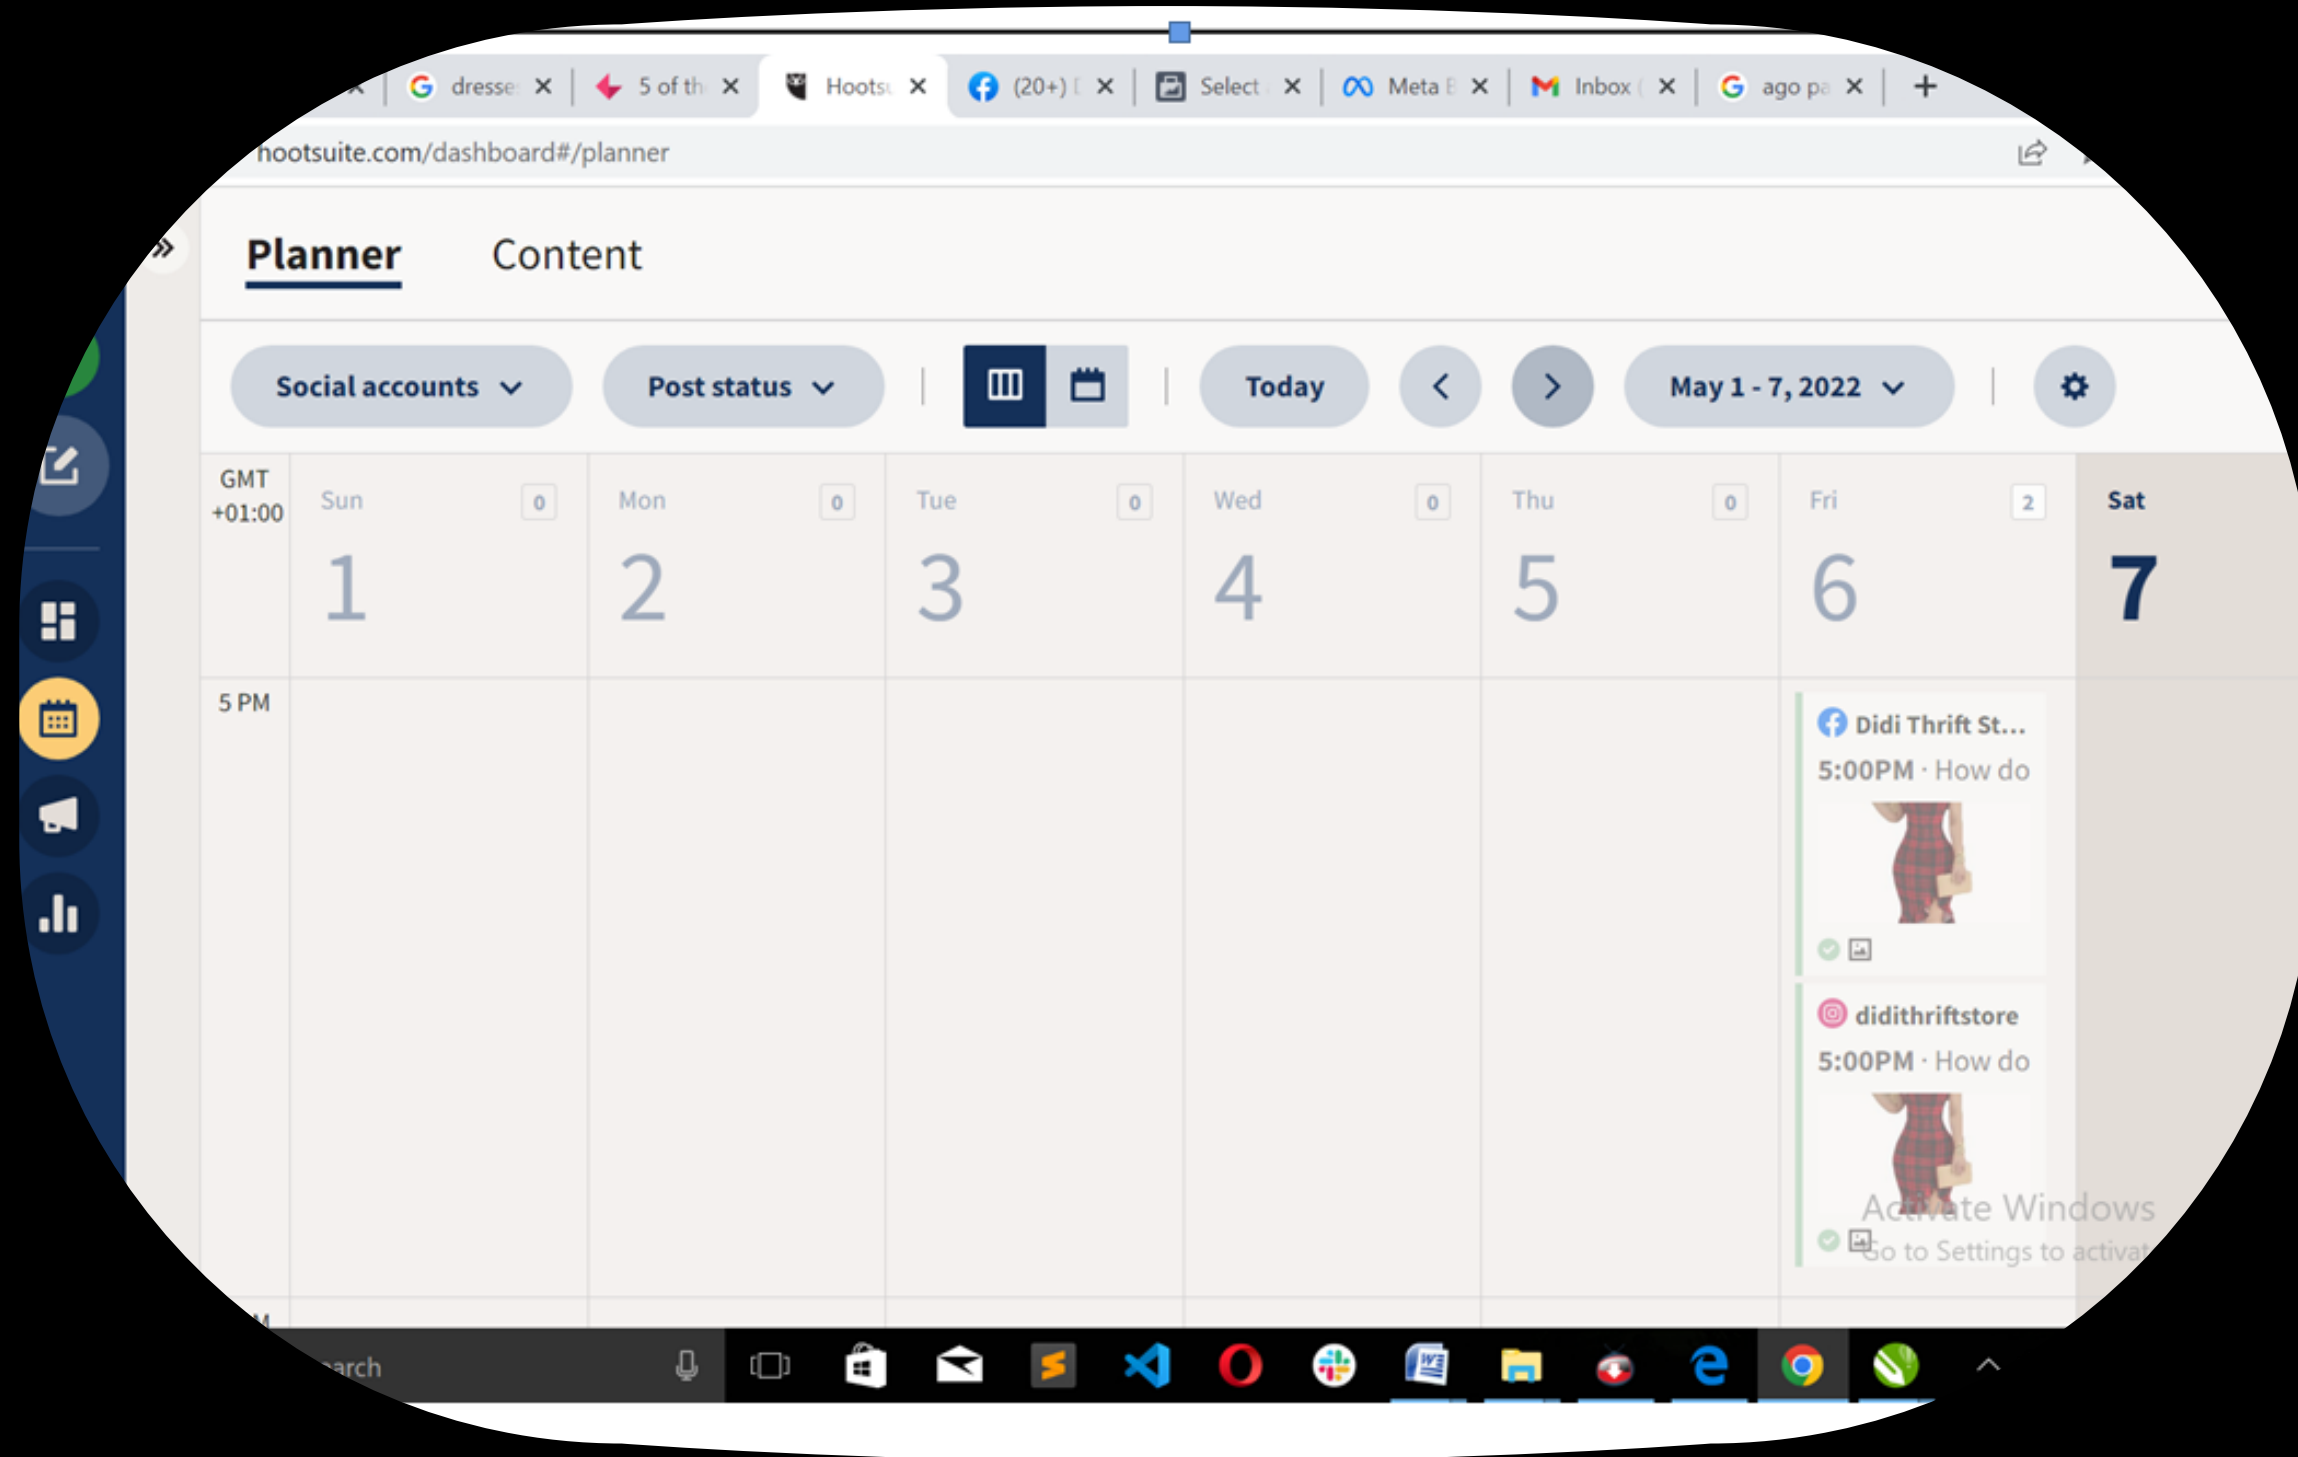 dresse 5 of th Hootsu (20+) Select Meta B Inbox ( ago pa
hootsuite.com/dashboard#/planner
Planner Content
Social accounts Post status Today May 1 - 7, 2022
GMT
+01:00
Sun 0 Mon 0 Tue 0 Wed 0 Thu 0 Fri 2 Sat
1 2 3 4 5 6 7
5 PM
Didi Thrift St...
5:00PM · How do
didithriftstore
5:00PM · How do
Activate Windows
Go to Settings to activat
arch